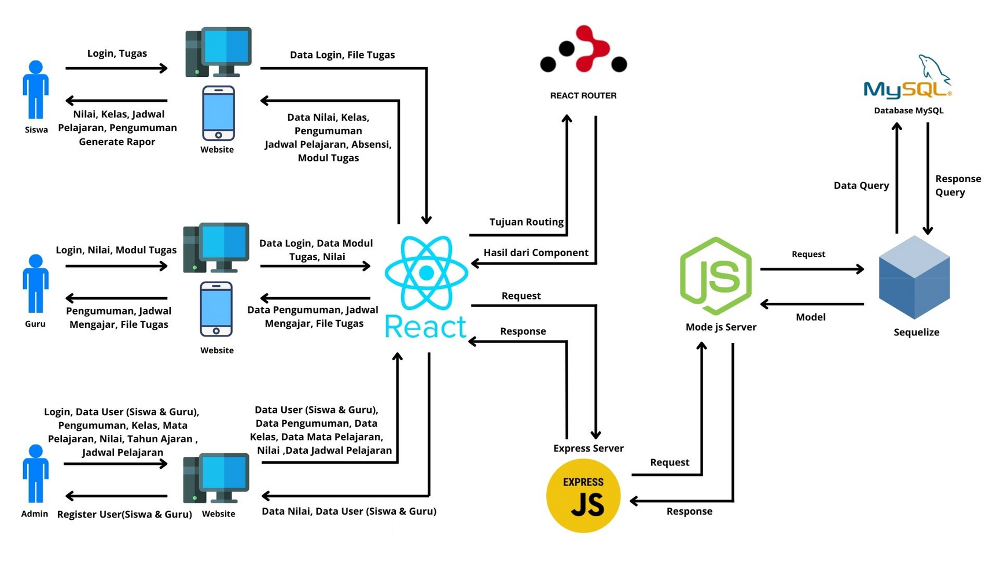 Login, Tugas
Nilai, Kelas, Jadwal
Pelajaran, Pengumuman
Generate Rapor
Siswa
Website
Data Login, File Tugas
Data Nilai, Kelas,
Pengumuman
Jadwal Pelajaran, Absensi,
Modul Tugas
REACT ROUTER
MySQL®
Database MySQL
Data Query
Response
Query
Tujuan Routing
Hasil dari Component
Login, Nilai, Modul Tugas
Pengumuman, Jadwal
Mengajar, File Tugas
Guru
Website
Data Login, Data Modul
Tugas, Nilai
Data Pengumuman, Jadwal
Mengajar, File Tugas
React
Request
Response
JS
Mode js Server
Request
Model
Sequelize
Login, Data User (Siswa & Guru),
Pengumuman, Kelas, Mata
Pelajaran, Nilai, Tahun Ajaran ,
Jadwal Pelajaran
Admin
Register User(Siswa & Guru)
Website
Data User (Siswa & Guru),
Data Pengumuman, Data
Kelas, Data Mata Pelajaran,
Nilai ,Data Jadwal Pelajaran
Data Nilai, Data User (Siswa & Guru)
Express Server
EXPRESS
JS
Request
Response